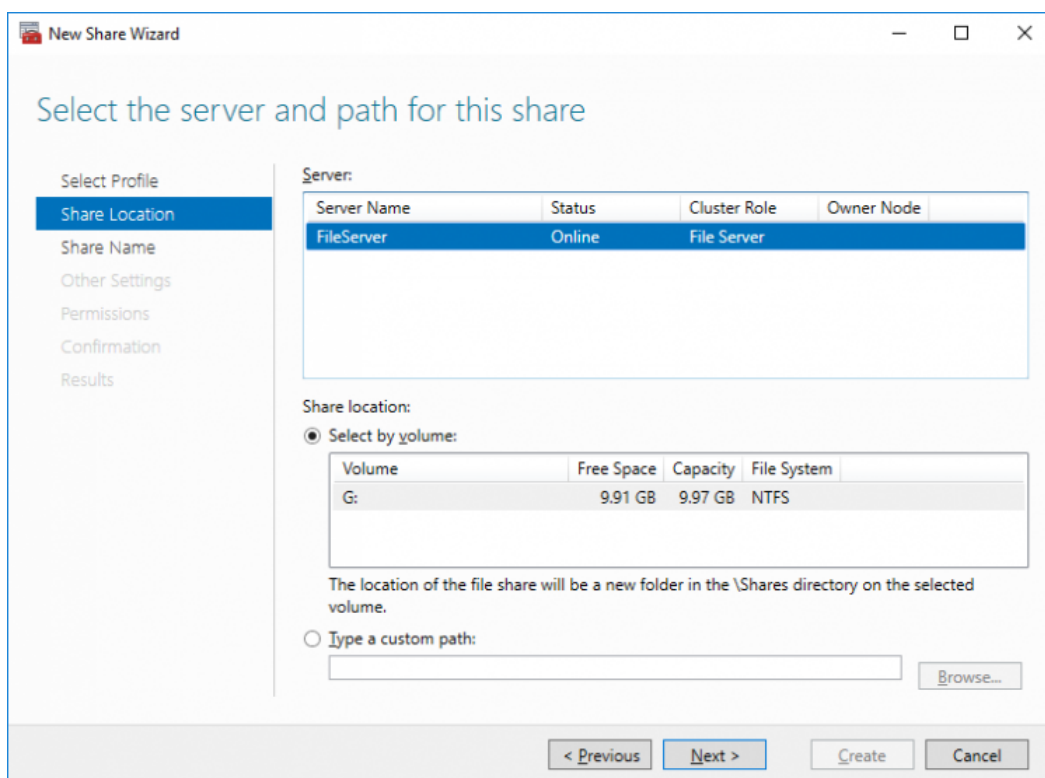 New Share Wizard
Select the server and path for this share
Select Profile
Share Location
Share Name
Other Settings
Permissions
Confirmation
Results
Server:
Server Name Status Cluster Role Owner Node
FileServer Online File Server
Share location:
Select by volume:
Volume Free Space Capacity File System
G: 9.91 GB 9.97 GB NTFS
The location of the file share will be a new folder in the \Shares directory on the selected
volume.
Type a custom path:
Browse...
< Previous Next > Create Cancel